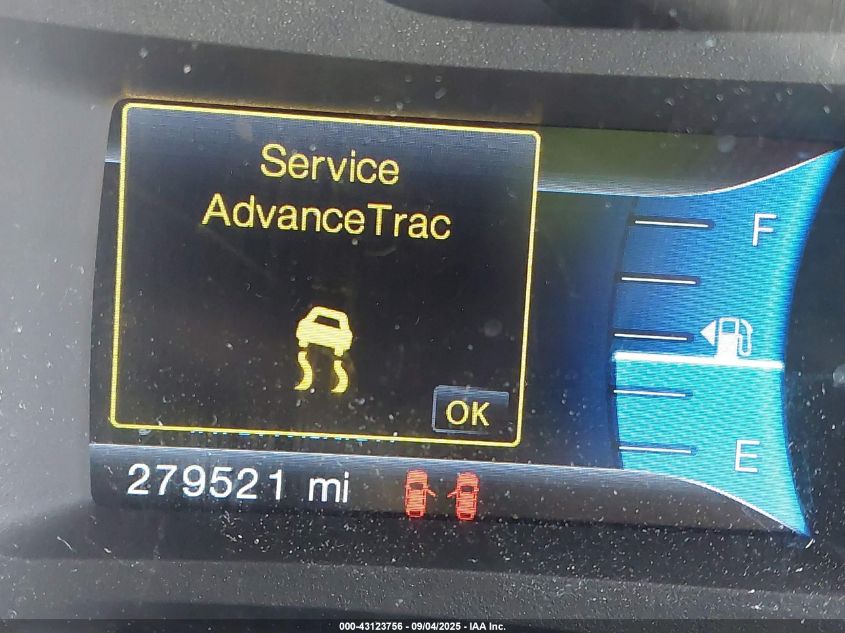 Service
AdvanceTrac
OK
F
E
279521 mi
000-43123756 - 09/04/2025 - IAA Inc.